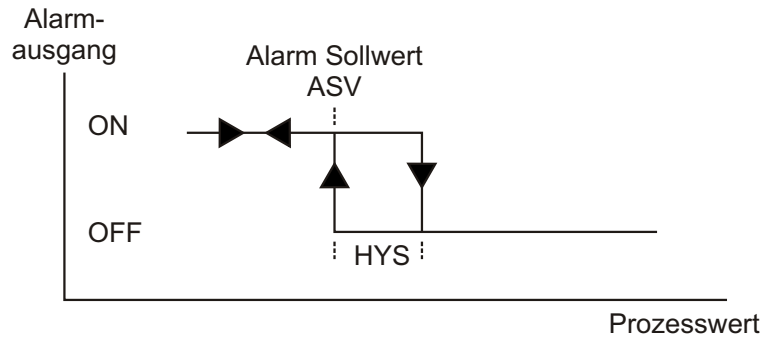 Alarm-
ausgang
Alarm Sollwert
ASV
ON
OFF
HYS
Prozesswert